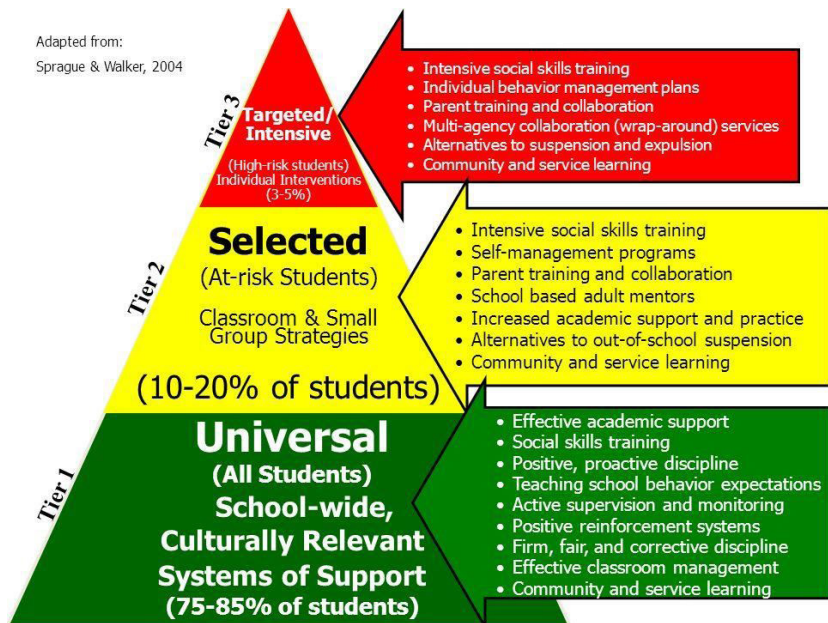 Adapted from:
Sprague & Walker, 2004
Tier 3
Targeted/
Intensive
(High-risk students)
Individual Interventions
(3-5%)
• Intensive social skills training
• Individual behavior management plans
• Parent training and collaboration
• Multi-agency collaboration (wrap-around) services
• Alternatives to suspension and expulsion
• Community and service learning
Tier 2
Selected
(At-risk Students)
Classroom & Small
Group Strategies
(10-20% of students)
• Intensive social skills training
• Self-management programs
• Parent training and collaboration
• School based adult mentors
• Increased academic support and practice
• Alternatives to out-of-school suspension
• Community and service learning
Tier 1
Universal
(All Students)
School-wide,
Culturally Relevant
Systems of Support
(75-85% of students)
• Effective academic support
• Social skills training
• Positive, proactive discipline
• Teaching school behavior expectations
• Active supervision and monitoring
• Positive reinforcement systems
• Firm, fair, and corrective discipline
• Effective classroom management
• Community and service learning